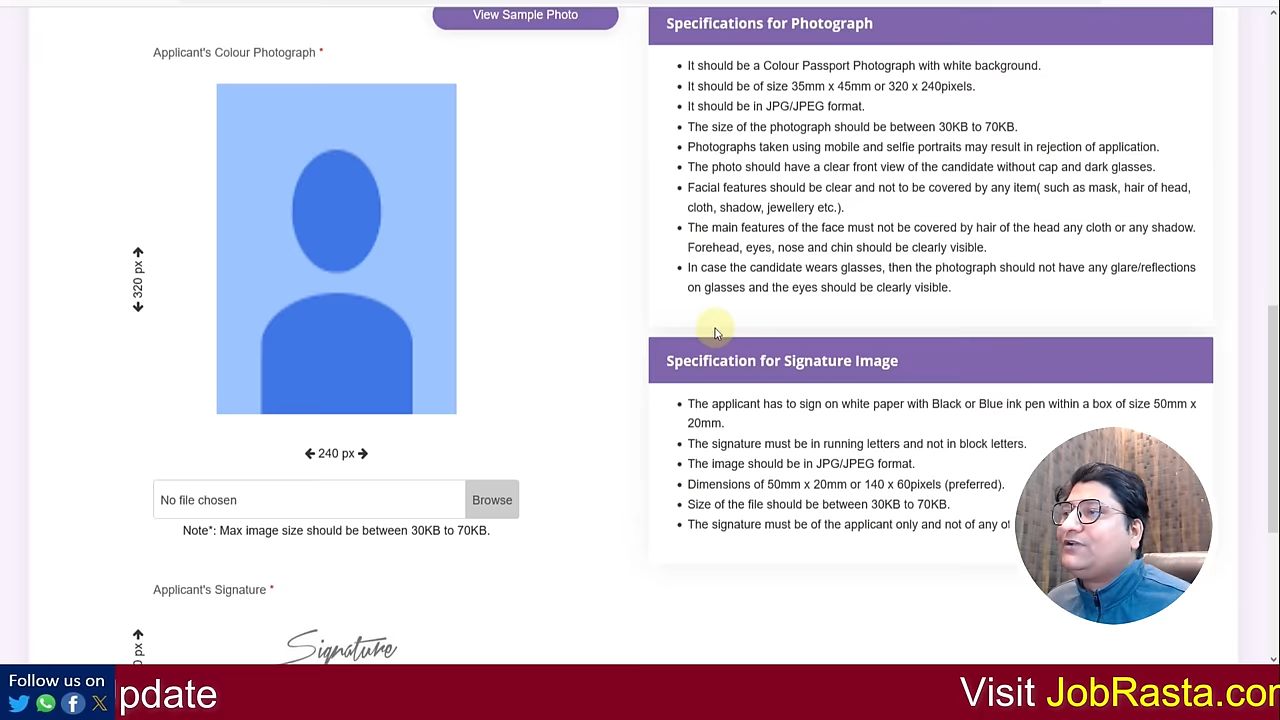 View Sample Photo
Applicant's Colour Photograph *
320 px
240 px
No file chosen
Browse
Note*: Max image size should be between 30KB to 70KB.
Applicant's Signature *
px
Signature
Specifications for Photograph
• It should be a Colour Passport Photograph with white background.
• It should be of size 35mm x 45mm or 320 x 240pixels.
• It should be in JPG/JPEG format.
• The size of the photograph should be between 30KB to 70KB.
• Photographs taken using mobile and selfie portraits may result in rejection of application.
• The photo should have a clear front view of the candidate without cap and dark glasses.
• Facial features should be clear and not to be covered by any item( such as mask, hair of head,
cloth, shadow, jewellery etc.).
• The main features of the face must not be covered by hair of the head any cloth or any shadow.
Forehead, eyes, nose and chin should be clearly visible.
• In case the candidate wears glasses, then the photograph should not have any glare/reflections
on glasses and the eyes should be clearly visible.
Specification for Signature Image
• The applicant has to sign on white paper with Black or Blue ink pen within a box of size 50mm x
20mm.
• The signature must be in running letters and not in block letters.
• The image should be in JPG/JPEG format.
• Dimensions of 50mm x 20mm or 140 x 60pixels (preferred).
• Size of the file should be between 30KB to 70KB.
• The signature must be of the applicant only and not of any
Follow us on
pdate
Visit JobRasta.co